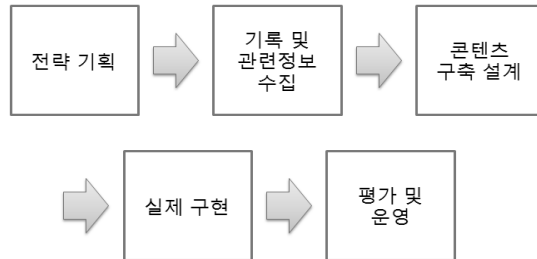 전략 기획
기록 및
관련정보
수집
콘텐츠
구축 설계
실제 구현
평가 및
운영